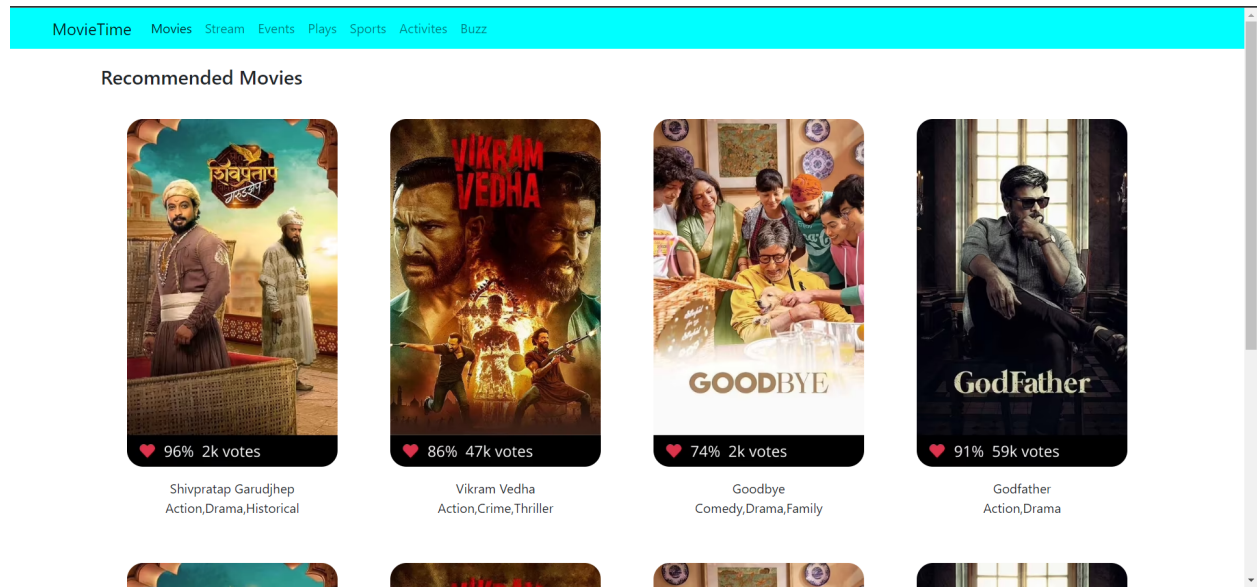 MovieTime Movies Stream Events Plays Sports Activites Buzz
Recommended Movies
शिवप्रताप
गरुडझेप
VIKRAM
VEDHA
GOODBYE
GodFather
96% 2k votes
86% 47k votes
74% 2k votes
91% 59k votes
Shivpratap Garudjhep
Action,Drama,Historical
Vikram Vedha
Action,Crime,Thriller
Goodbye
Comedy,Drama,Family
Godfather
Action,Drama